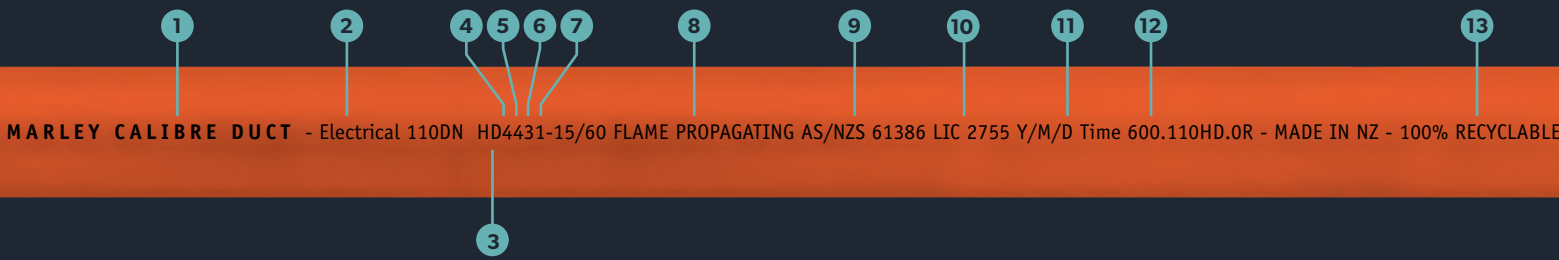 1 2 4 5 6 7 8 9 10 11 12 13
MARLEY CALIBRE DUCT - Electrical 110DN HD4431-15/60 FLAME PROPAGATING AS/NZS 61386 LIC 2755 Y/M/D Time 600.110HD.0R - MADE IN NZ - 100% RECYCLABLE
3